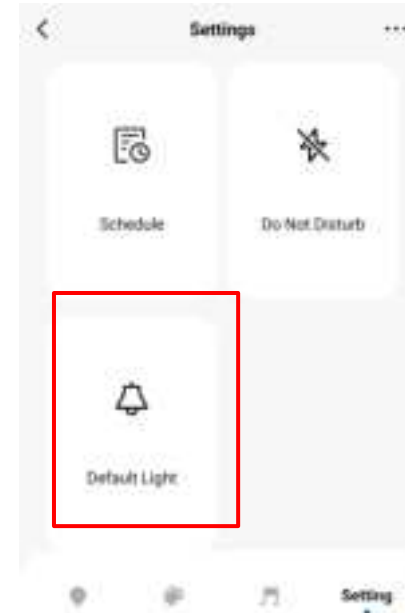 Settings
Schedule
Do Not Disturb
Default Light
Setting